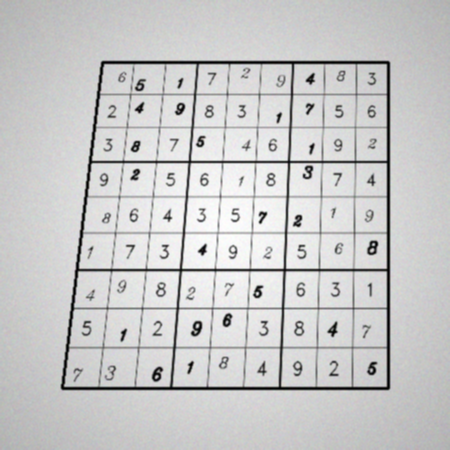 6 5 1 7 2 9 4 8 3
2 4 9 8 3 1 7 5 6
3 8 7 5 4 6 1 9 2
9 2 5 6 1 8 3 7 4
8 6 4 3 5 7 2 1 9
1 7 3 4 9 2 5 6 8
4 9 8 2 7 5 6 3 1
5 1 2 9 6 3 8 4 7
7 3 6 1 8 4 9 2 5